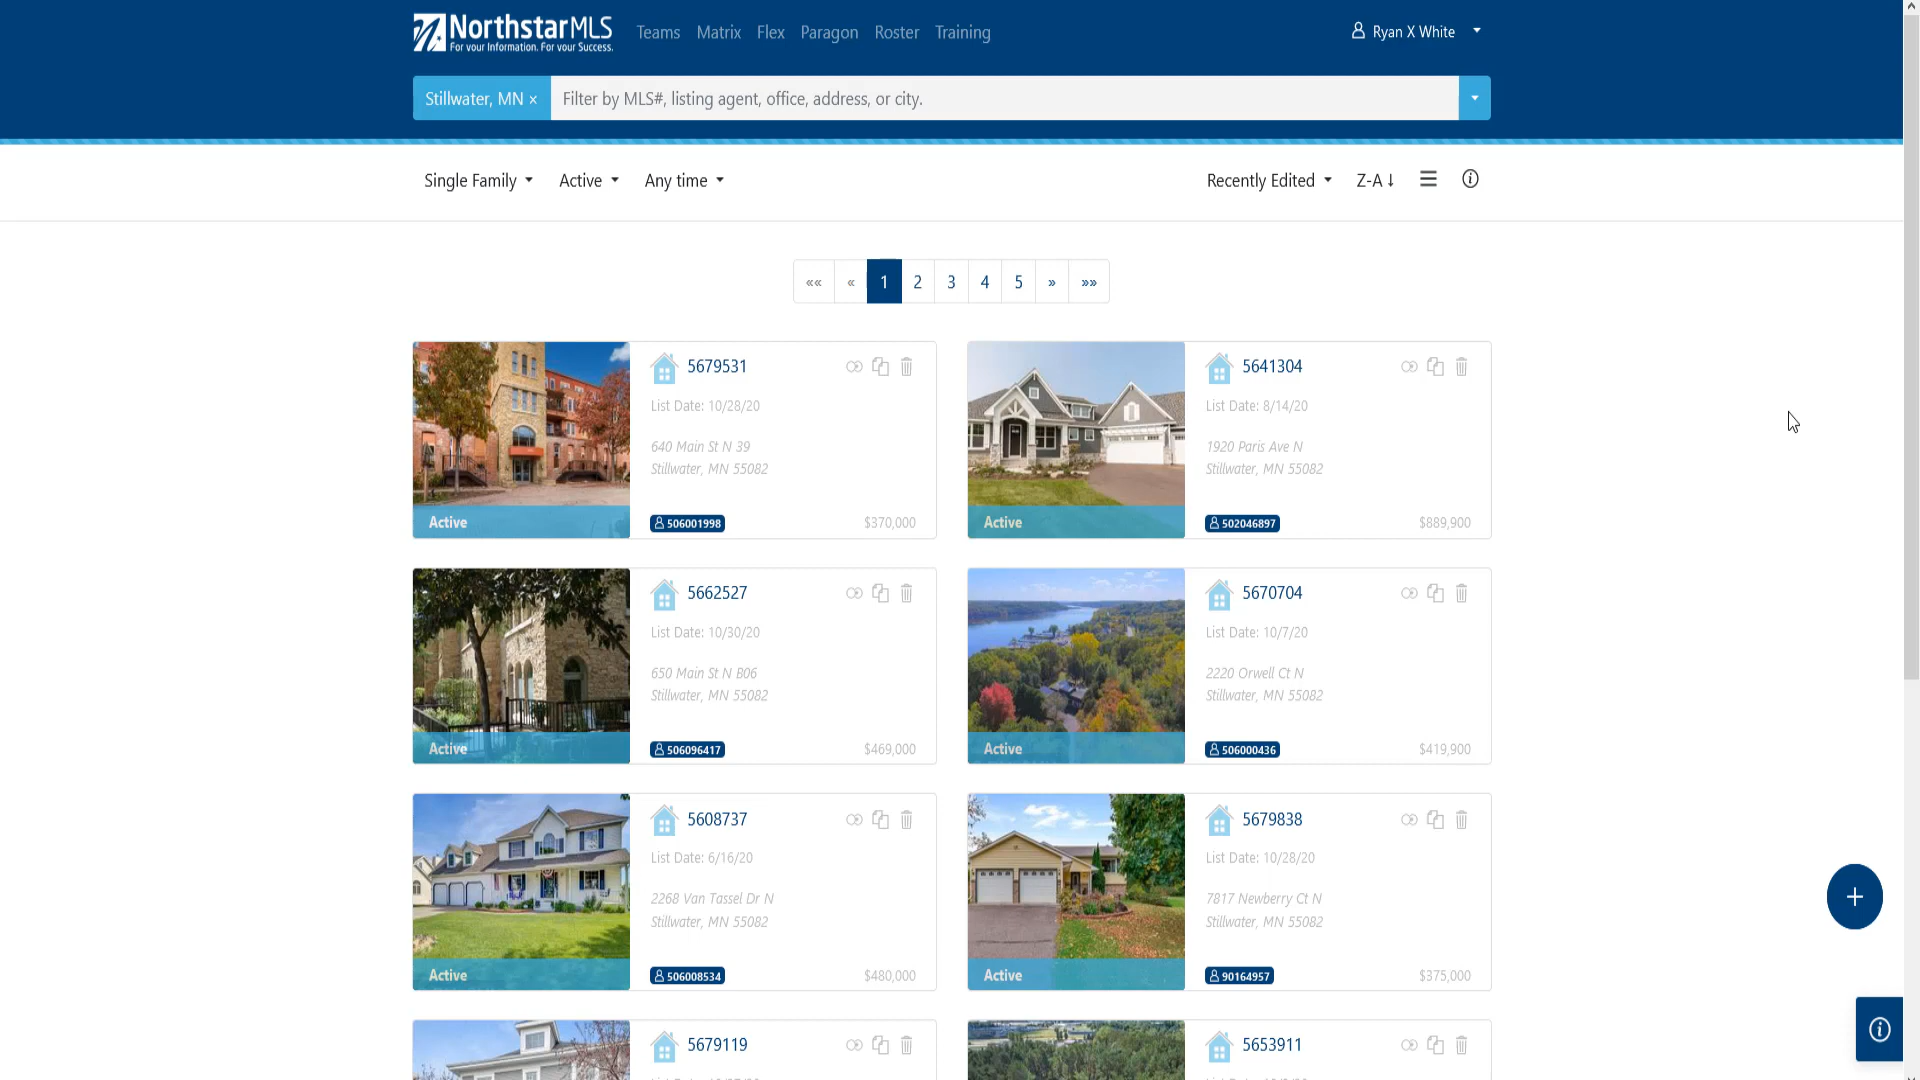 NorthstarMLS
For your Information. For your Success.
Teams Matrix Flex Paragon Roster Training
Ryan X White
Stillwater, MN ×
Filter by MLS#, listing agent, office, address, or city.
Single Family Active Any time
Recently Edited Z-A↓
«« « 1 2 3 4 5 » »»
5679531
List Date: 10/28/20
640 Main St N 39
Stillwater, MN 55082
Active
506001998
$370,000
5641304
List Date: 8/14/20
1920 Paris Ave N
Stillwater, MN 55082
Active
502046897
$889,900
5662527
List Date: 10/30/20
650 Main St N B06
Stillwater, MN 55082
Active
506096417
$469,000
5670704
List Date: 10/7/20
2220 Orwell Ct N
Stillwater, MN 55082
Active
506000436
$419,900
5608737
List Date: 6/16/20
2268 Van Tassel Dr N
Stillwater, MN 55082
Active
506008534
$480,000
5679838
List Date: 10/28/20
7817 Newberry Ct N
Stillwater, MN 55082
Active
90164957
$375,000
5679119
5653911